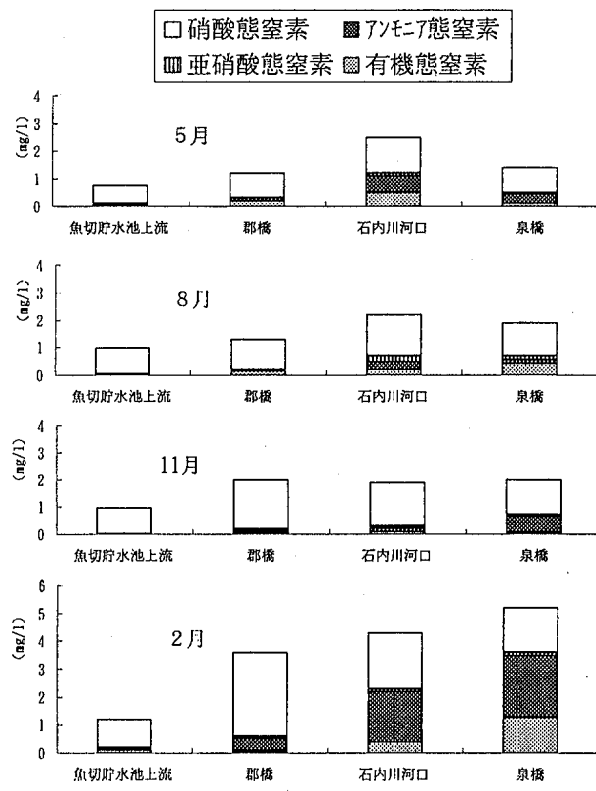 硝酸態窒素 アンモニア態窒素
亜硝酸態窒素 有機態窒素
4
3
2
1
0
(mg/l)
5月
魚切貯水池上流 郡橋 石内川河口 泉橋
4
3
2
1
0
(mg/l)
8月
魚切貯水池上流 郡橋 石内川河口 泉橋
4
3
2
1
0
(mg/l)
11月
魚切貯水池上流 郡橋 石内川河口 泉橋
6
5
4
3
2
1
0
(mg/l)
2月
魚切貯水池上流 郡橋 石内川河口 泉橋